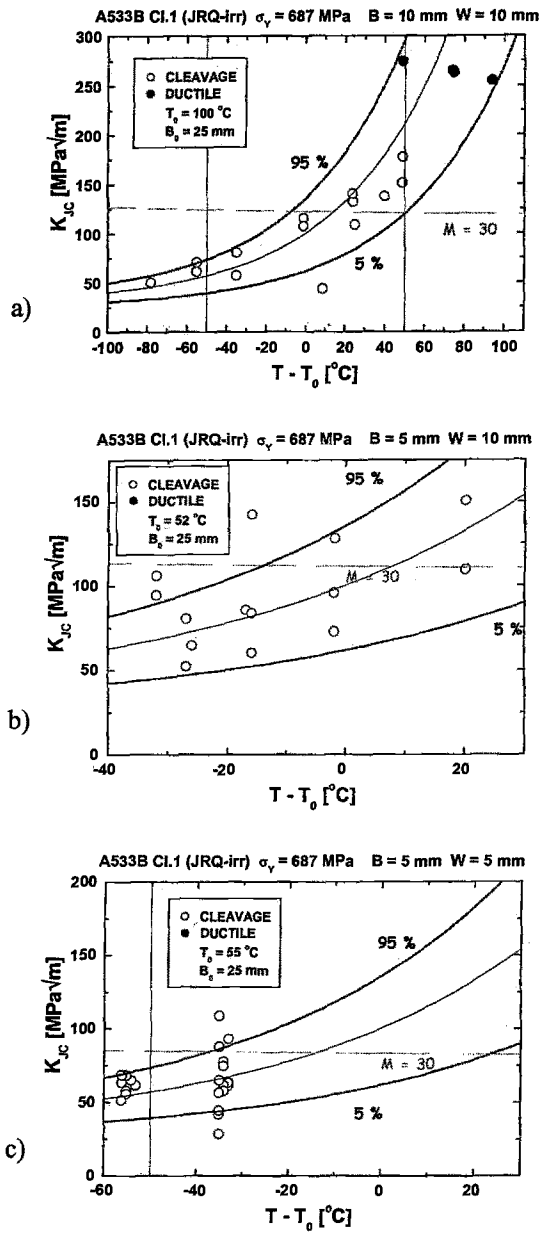 A533B Cl.1 (JRQ-irr) σY = 687 MPa B = 10 mm W = 10 mm
300
250
200
150
100
50
0
KJC [MPa√m]
CLEAVAGE
DUCTILE
T0 = 100 °C
B0 = 25 mm
95 %
M = 30
5 %
a)
-100 -80 -60 -40 -20 0 20 40 60 80 100
T - T0 [°C]
A533B Cl.1 (JRQ-irr) σY = 687 MPa B = 5 mm W = 10 mm
150
100
50
0
KJC [MPa√m]
CLEAVAGE
DUCTILE
T0 = 52 °C
B0 = 25 mm
95 %
M = 30
5 %
b)
-40 -20 0 20
T - T0 [°C]
A533B Cl.1 (JRQ-irr) σY = 687 MPa B = 5 mm W = 5 mm
200
150
100
50
0
KJC [MPa√m]
CLEAVAGE
DUCTILE
T0 = 55 °C
B0 = 25 mm
95 %
M = 30
5 %
c)
-60 -40 -20 0 20
T - T0 [°C]